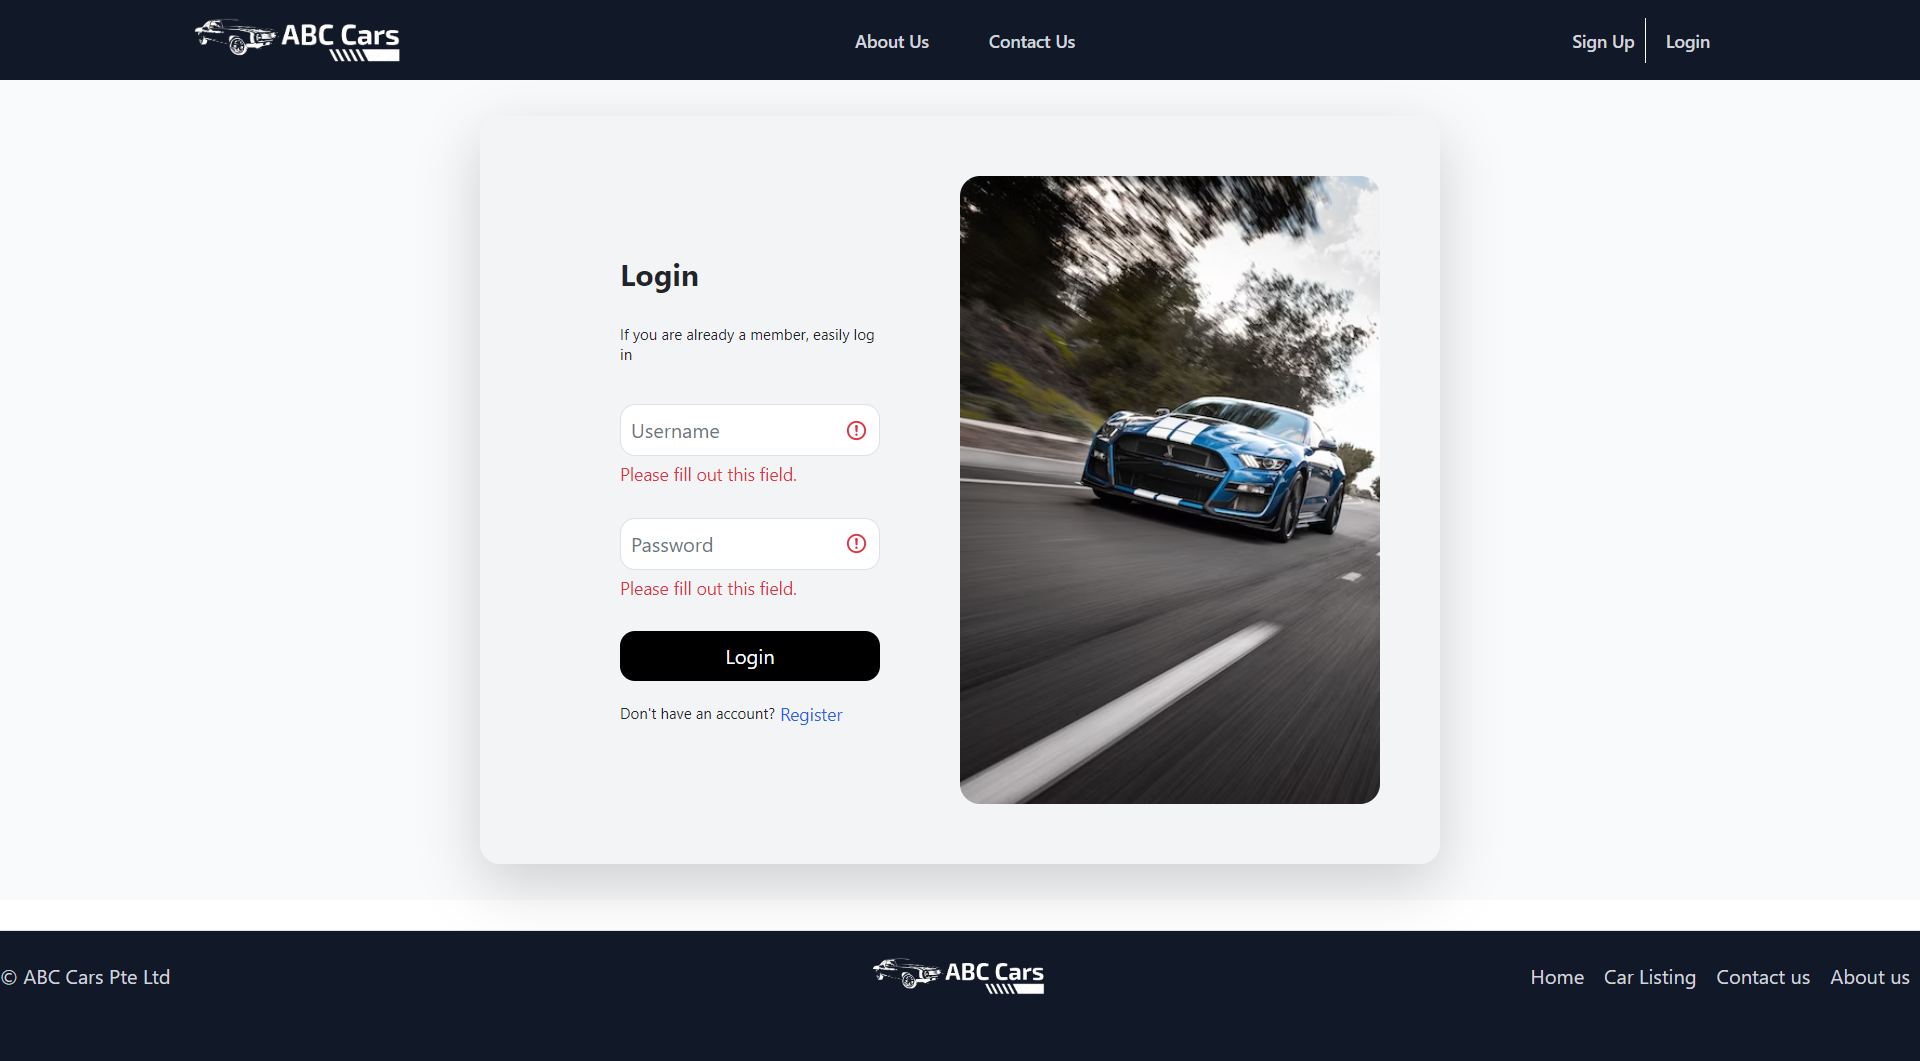 ABC Cars
About Us
Contact Us
Sign Up
Login
Login
If you are already a member, easily log
in
Username
Please fill out this field.
Password
Please fill out this field.
Login
Don't have an account? Register
© ABC Cars Pte Ltd
ABC Cars
Home
Car Listing
Contact us
About us